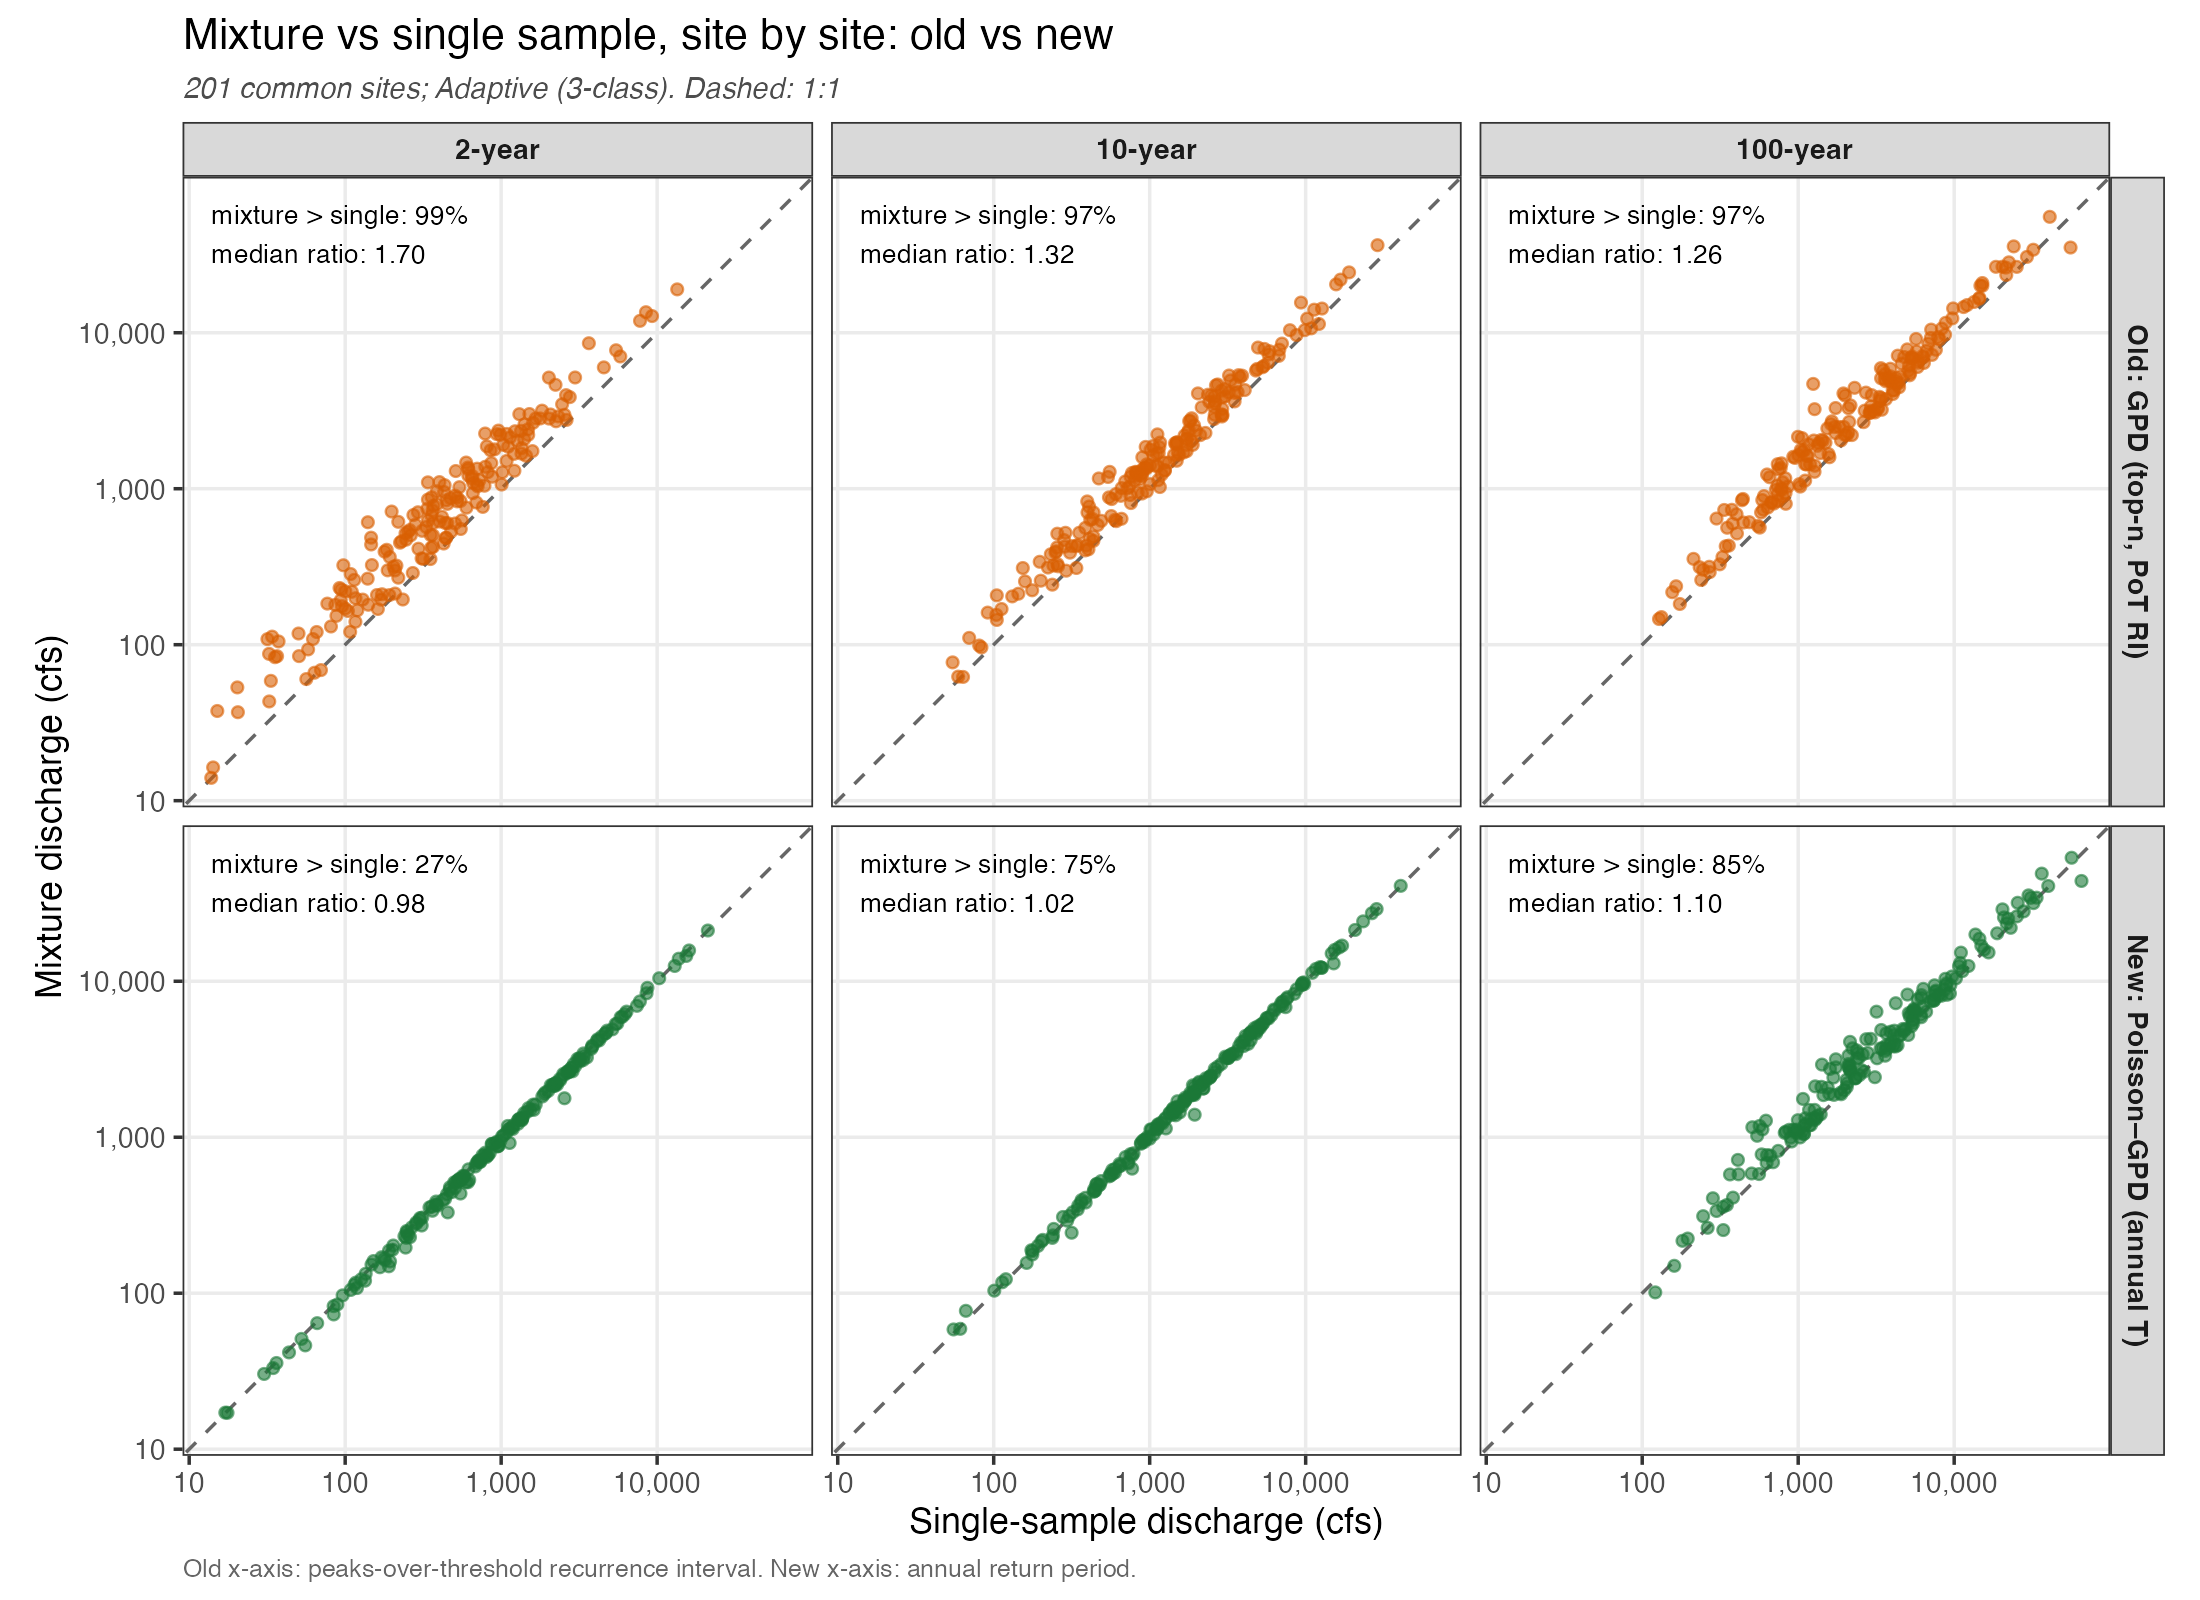 Mixture vs single sample, site by site: old vs new
201 common sites; Adaptive (3-class). Dashed: 1:1
2-year
10-year
100-year
mixture > single: 99%
median ratio: 1.70
mixture > single: 97%
median ratio: 1.32
mixture > single: 97%
median ratio: 1.26
Old: GPD (top-n, PoT RI)
10,000
1,000
100
10
Mixture discharge (cfs)
mixture > single: 27%
median ratio: 0.98
mixture > single: 75%
median ratio: 1.02
mixture > single: 85%
median ratio: 1.10
New: Poisson–GPD (annual T)
10,000
1,000
100
10
10 100 1,000 10,000
10 100 1,000 10,000
10 100 1,000 10,000
Single-sample discharge (cfs)
Old x-axis: peaks-over-threshold recurrence interval. New x-axis: annual return period.